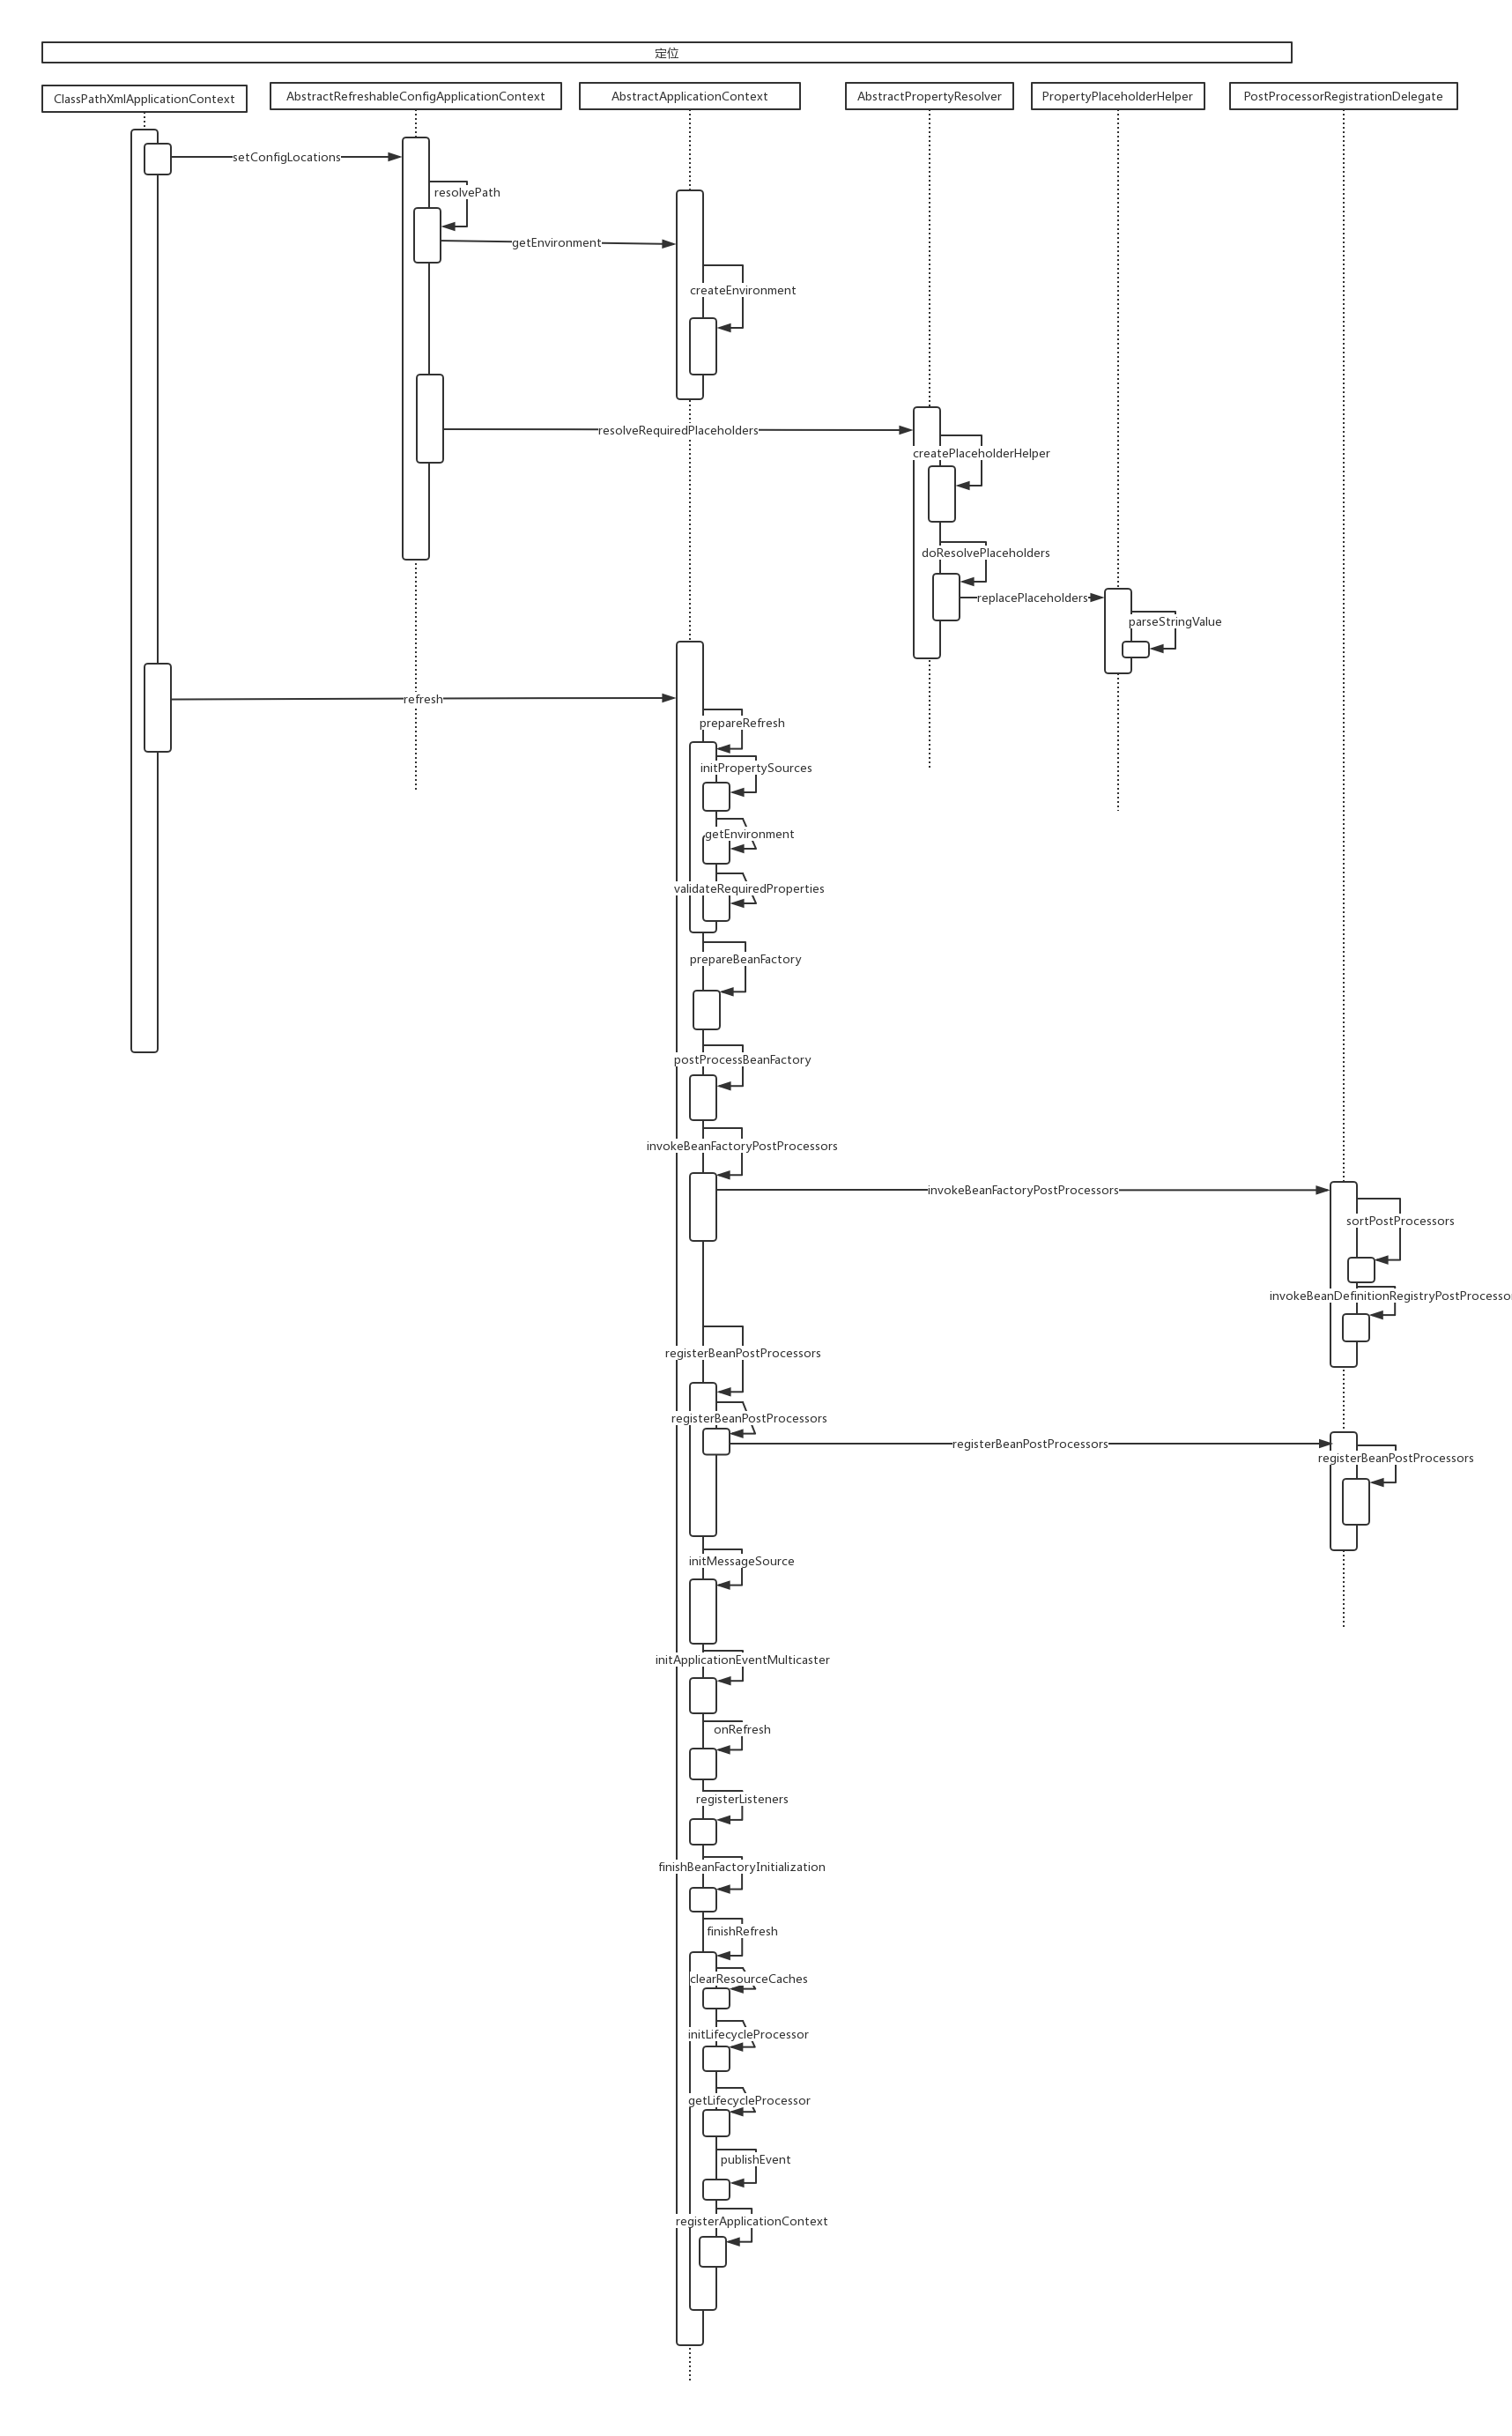 定位
ClassPathXmlApplicationContext
AbstractRefreshableConfigApplicationContext
AbstractApplicationContext
AbstractPropertyResolver
PropertyPlaceholderHelper
PostProcessorRegistrationDelegate
setConfigLocations
resolvePath
getEnvironment
createEnvironment
resolveRequiredPlaceholders
createPlaceholderHelper
doResolvePlaceholders
replacePlaceholders
parseStringValue
refresh
prepareRefresh
initPropertySources
getEnvironment
validateRequiredProperties
prepareBeanFactory
postProcessBeanFactory
invokeBeanFactoryPostProcessors
invokeBeanFactoryPostProcessors
sortPostProcessors
invokeBeanDefinitionRegistryPostProcesso
registerBeanPostProcessors
registerBeanPostProcessors
registerBeanPostProcessors
registerBeanPostProcessors
initMessageSource
initApplicationEventMulticaster
onRefresh
registerListeners
finishBeanFactoryInitialization
finishRefresh
clearResourceCaches
initLifecycleProcessor
getLifecycleProcessor
publishEvent
registerApplicationContext